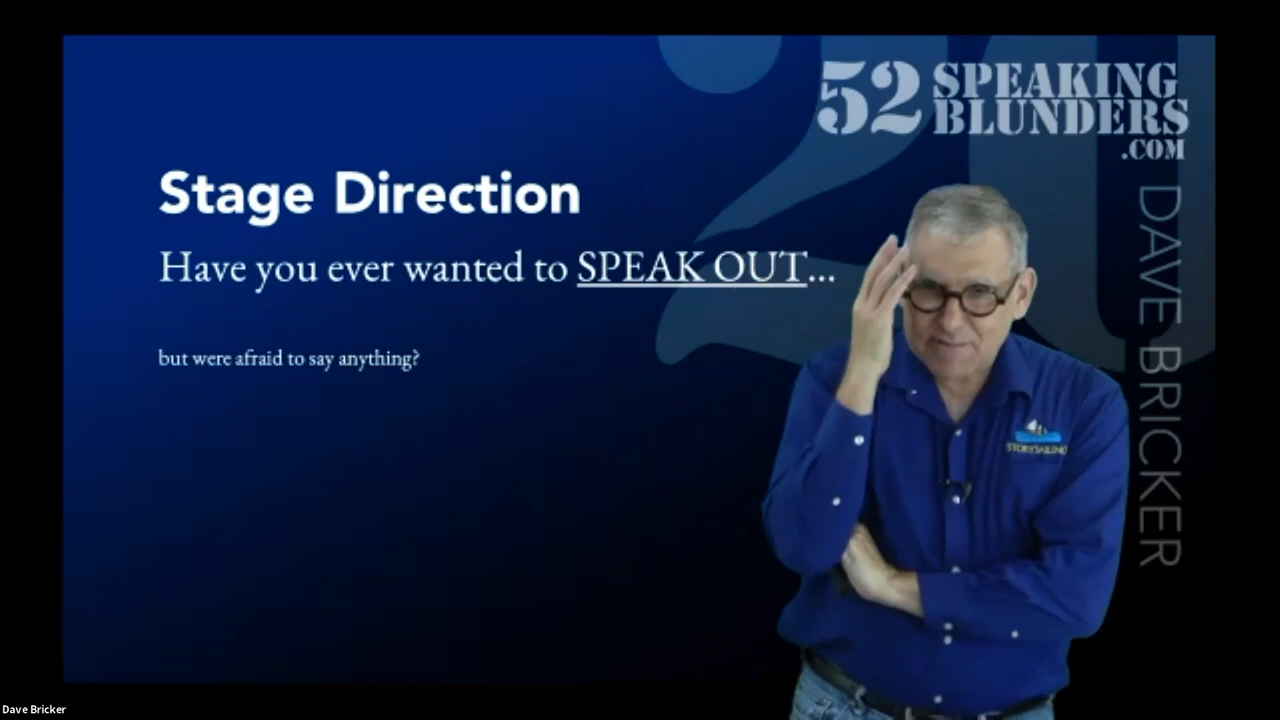 52 SPEAKING
BLUNDERS
.COM
Stage Direction
Have you ever wanted to SPEAK OUT...
but were afraid to say anything?
DAVE BRICKER
STORYSAILING
21
Dave Bricker